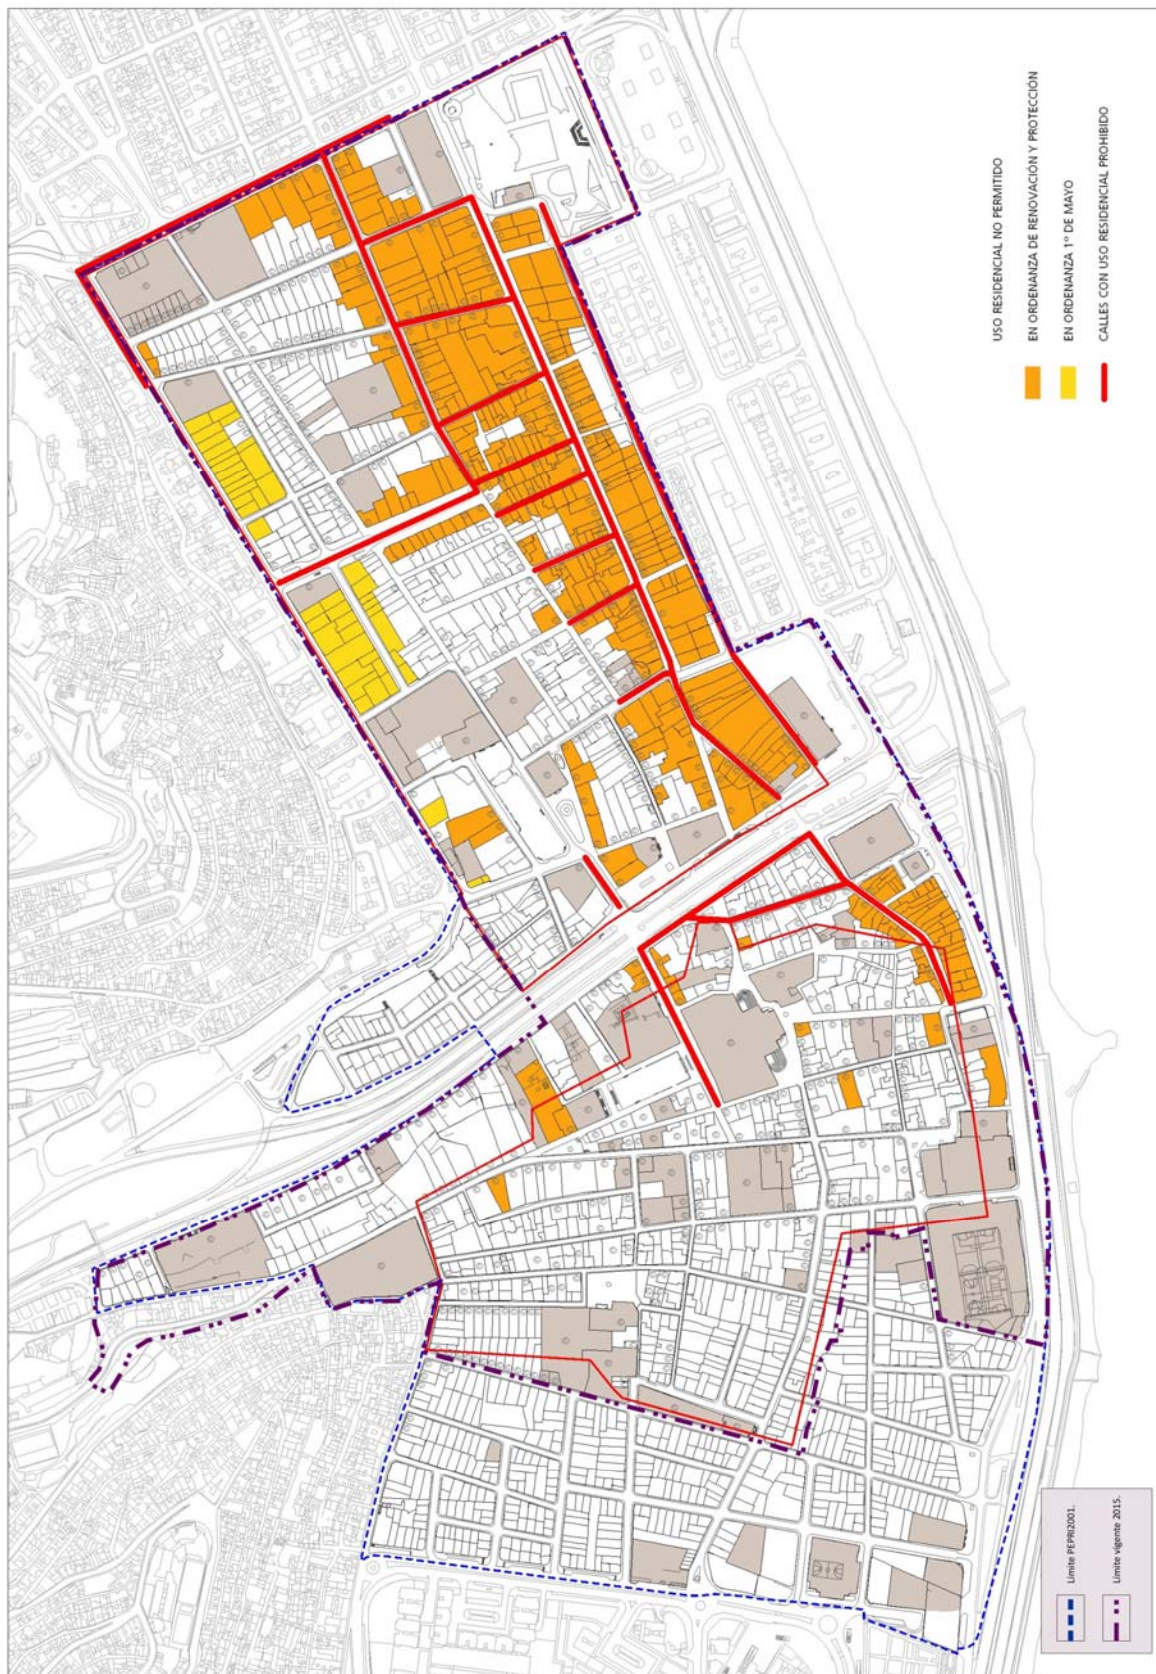 USO RESIDENCIAL NO PERMITIDO
EN ORDENANZA DE RENOVACIÓN Y PROTECCIÓN
EN ORDENANZA 1º DE MAYO
CALLES CON USO RESIDENCIAL PROHIBIDO
Límite PEPRI2001.
Límite vigente 2015.